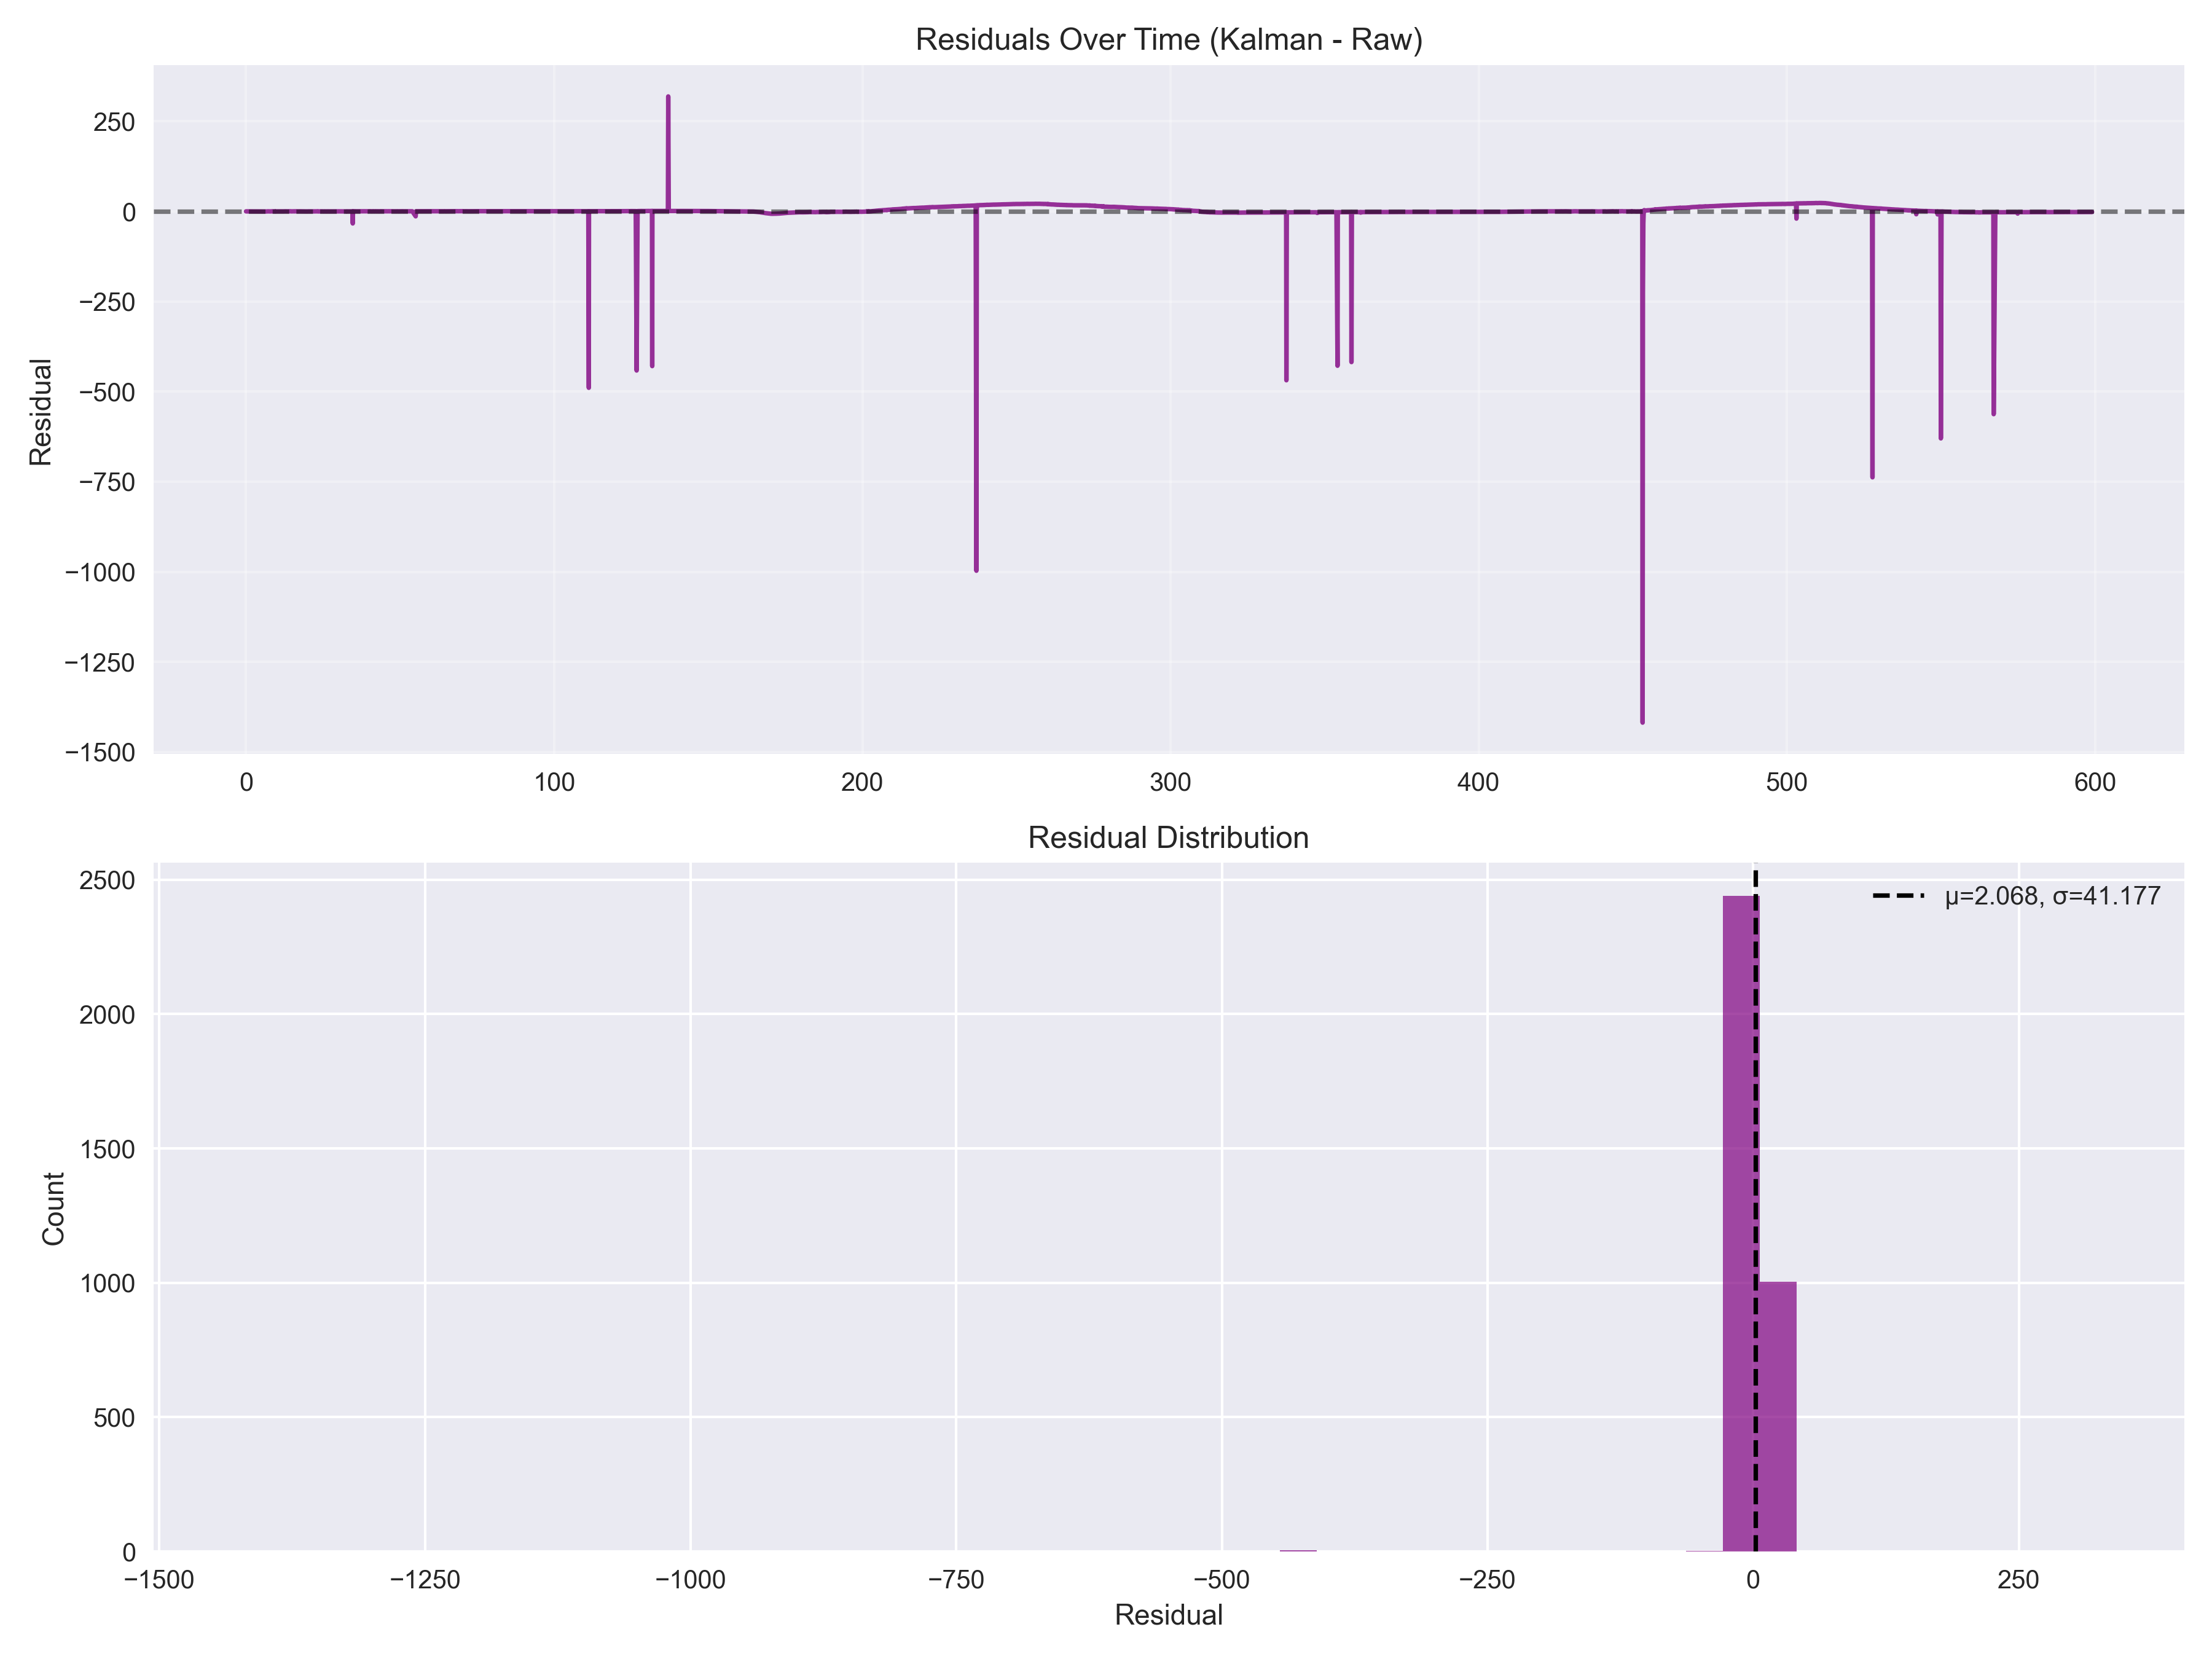 Residuals Over Time (Kalman - Raw)
Residual
250
0
−250
−500
−750
−1000
−1250
−1500
0 100 200 300 400 500 600
Residual Distribution
Count
2500
2000
1500
1000
500
0
μ=2.068, σ=41.177
−1500 −1250 −1000 −750 −500 −250 0 250
Residual